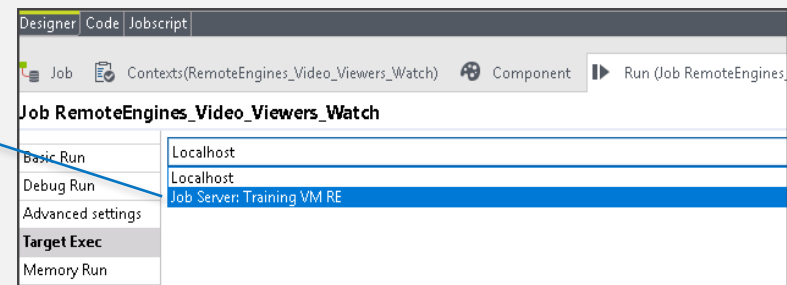 Designer Code Jobscript
Job Contexts(RemoteEngines_Video_Viewers_Watch) Component Run (Job RemoteEngines_
Job RemoteEngines_Video_Viewers_Watch
Basic Run
Localhost
Debug Run
Localhost
Job Server: Training VM RE
Advanced settings
Target Exec
Memory Run